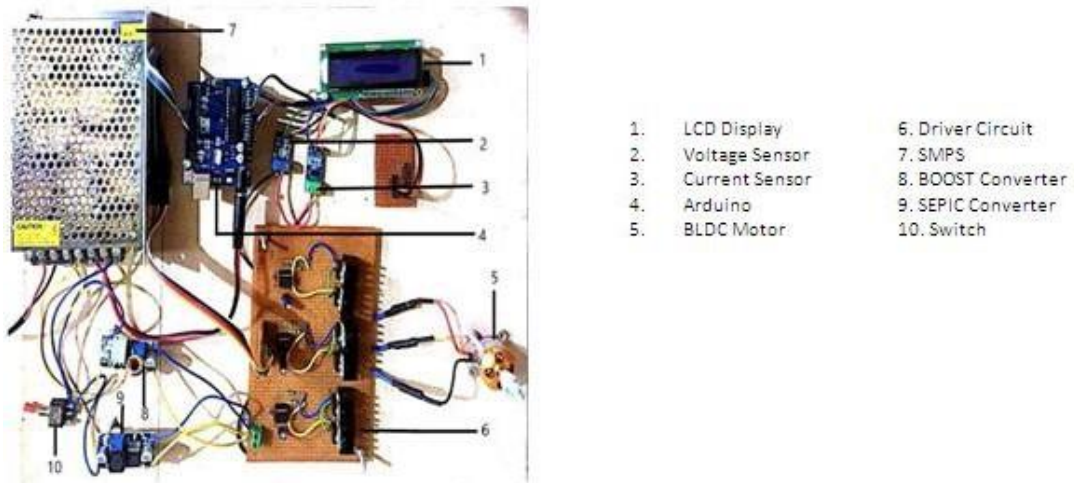 7
1
2
3
4
5
6
8
9
10
CAUTION
1. LCD Display
2. Voltage Sensor
3. Current Sensor
4. Arduino
5. BLDC Motor
6. Driver Circuit
7. SMPS
8. BOOST Converter
9. SEPIC Converter
10. Switch